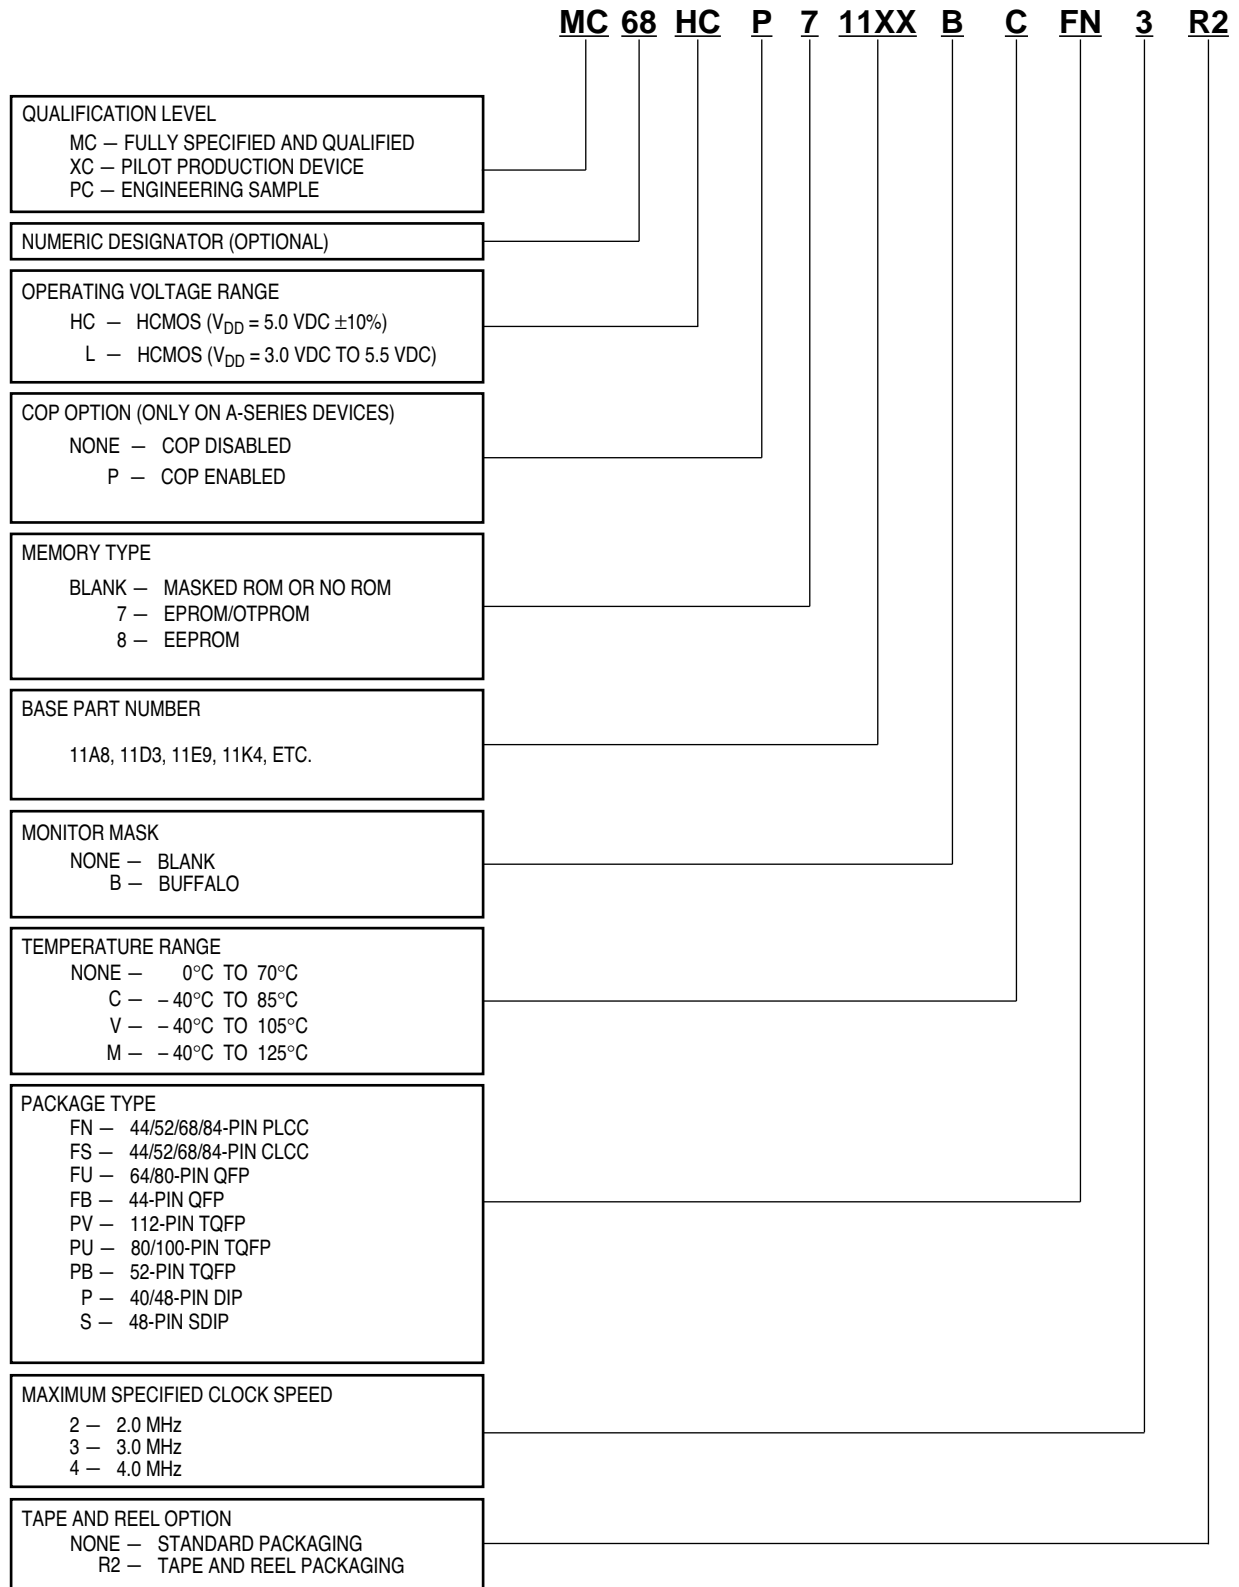 MC 68 HC P 7 11XX B C FN 3 R2
QUALIFICATION LEVEL
MC — FULLY SPECIFIED AND QUALIFIED
XC — PILOT PRODUCTION DEVICE
PC — ENGINEERING SAMPLE
NUMERIC DESIGNATOR (OPTIONAL)
OPERATING VOLTAGE RANGE
HC — HCMOS (VDD = 5.0 VDC ±10%)
L — HCMOS (VDD = 3.0 VDC TO 5.5 VDC)
COP OPTION (ONLY ON A-SERIES DEVICES)
NONE — COP DISABLED
P — COP ENABLED
MEMORY TYPE
BLANK — MASKED ROM OR NO ROM
7 — EPROM/OTPROM
8 — EEPROM
BASE PART NUMBER
11A8, 11D3, 11E9, 11K4, ETC.
MONITOR MASK
NONE — BLANK
B — BUFFALO
TEMPERATURE RANGE
NONE — 0°C TO 70°C
C — – 40°C TO 85°C
V — – 40°C TO 105°C
M — – 40°C TO 125°C
PACKAGE TYPE
FN — 44/52/68/84-PIN PLCC
FS — 44/52/68/84-PIN CLCC
FU — 64/80-PIN QFP
FB — 44-PIN QFP
PV — 112-PIN TQFP
PU — 80/100-PIN TQFP
PB — 52-PIN TQFP
P — 40/48-PIN DIP
S — 48-PIN SDIP
MAXIMUM SPECIFIED CLOCK SPEED
2 — 2.0 MHz
3 — 3.0 MHz
4 — 4.0 MHz
TAPE AND REEL OPTION
NONE — STANDARD PACKAGING
R2 — TAPE AND REEL PACKAGING